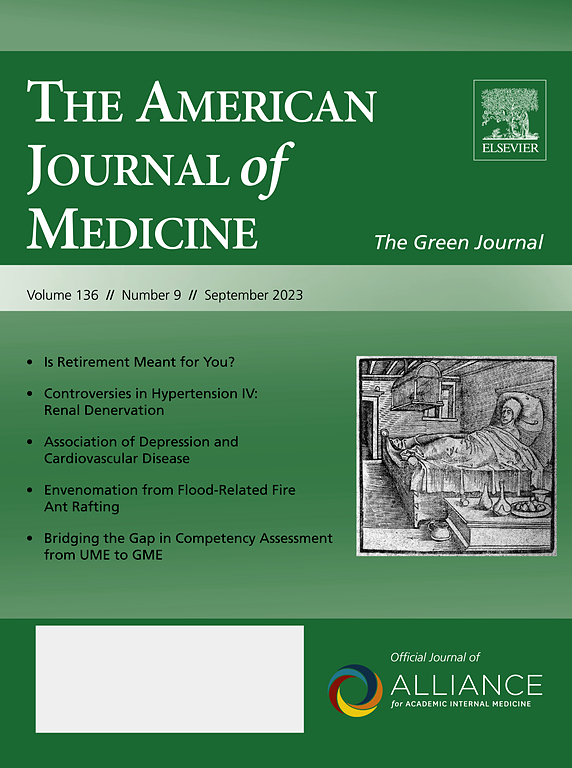 THE AMERICAN
JOURNAL of
MEDICINE
ELSEVIER
The Green Journal
Volume 136 // Number 9 // September 2023
• Is Retirement Meant for You?
• Controversies in Hypertension IV:
Renal Denervation
• Association of Depression and
Cardiovascular Disease
• Envenomation from Flood-Related Fire
Ant Rafting
• Bridging the Gap in Competency Assessment
from UME to GME
Official Journal of
ALLIANCE
for ACADEMIC INTERNAL MEDICINE